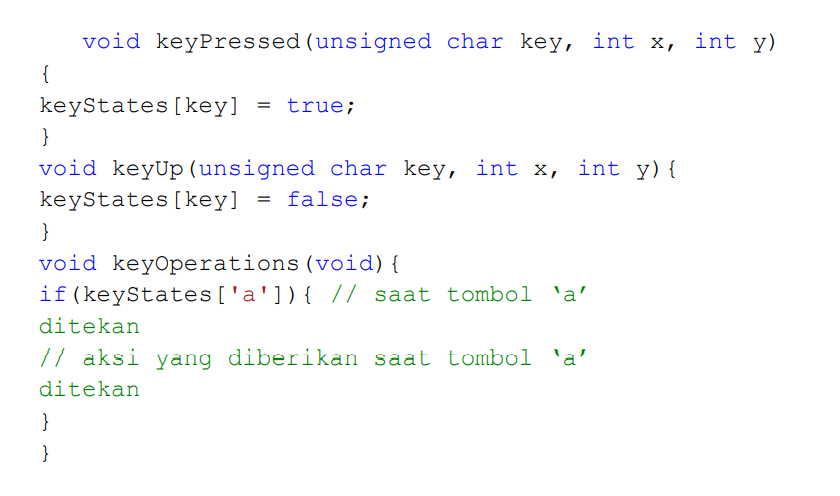 void keyPressed(unsigned char key, int x, int y)
{
keyStates[key] = true;
}
void keyUp(unsigned char key, int x, int y){
keyStates[key] = false;
}
void keyOperations(void){
if(keyStates['a']){ // saat tombol ‘a’
ditekan
// aksi yang diberikan saat tombol ‘a’
ditekan
}
}